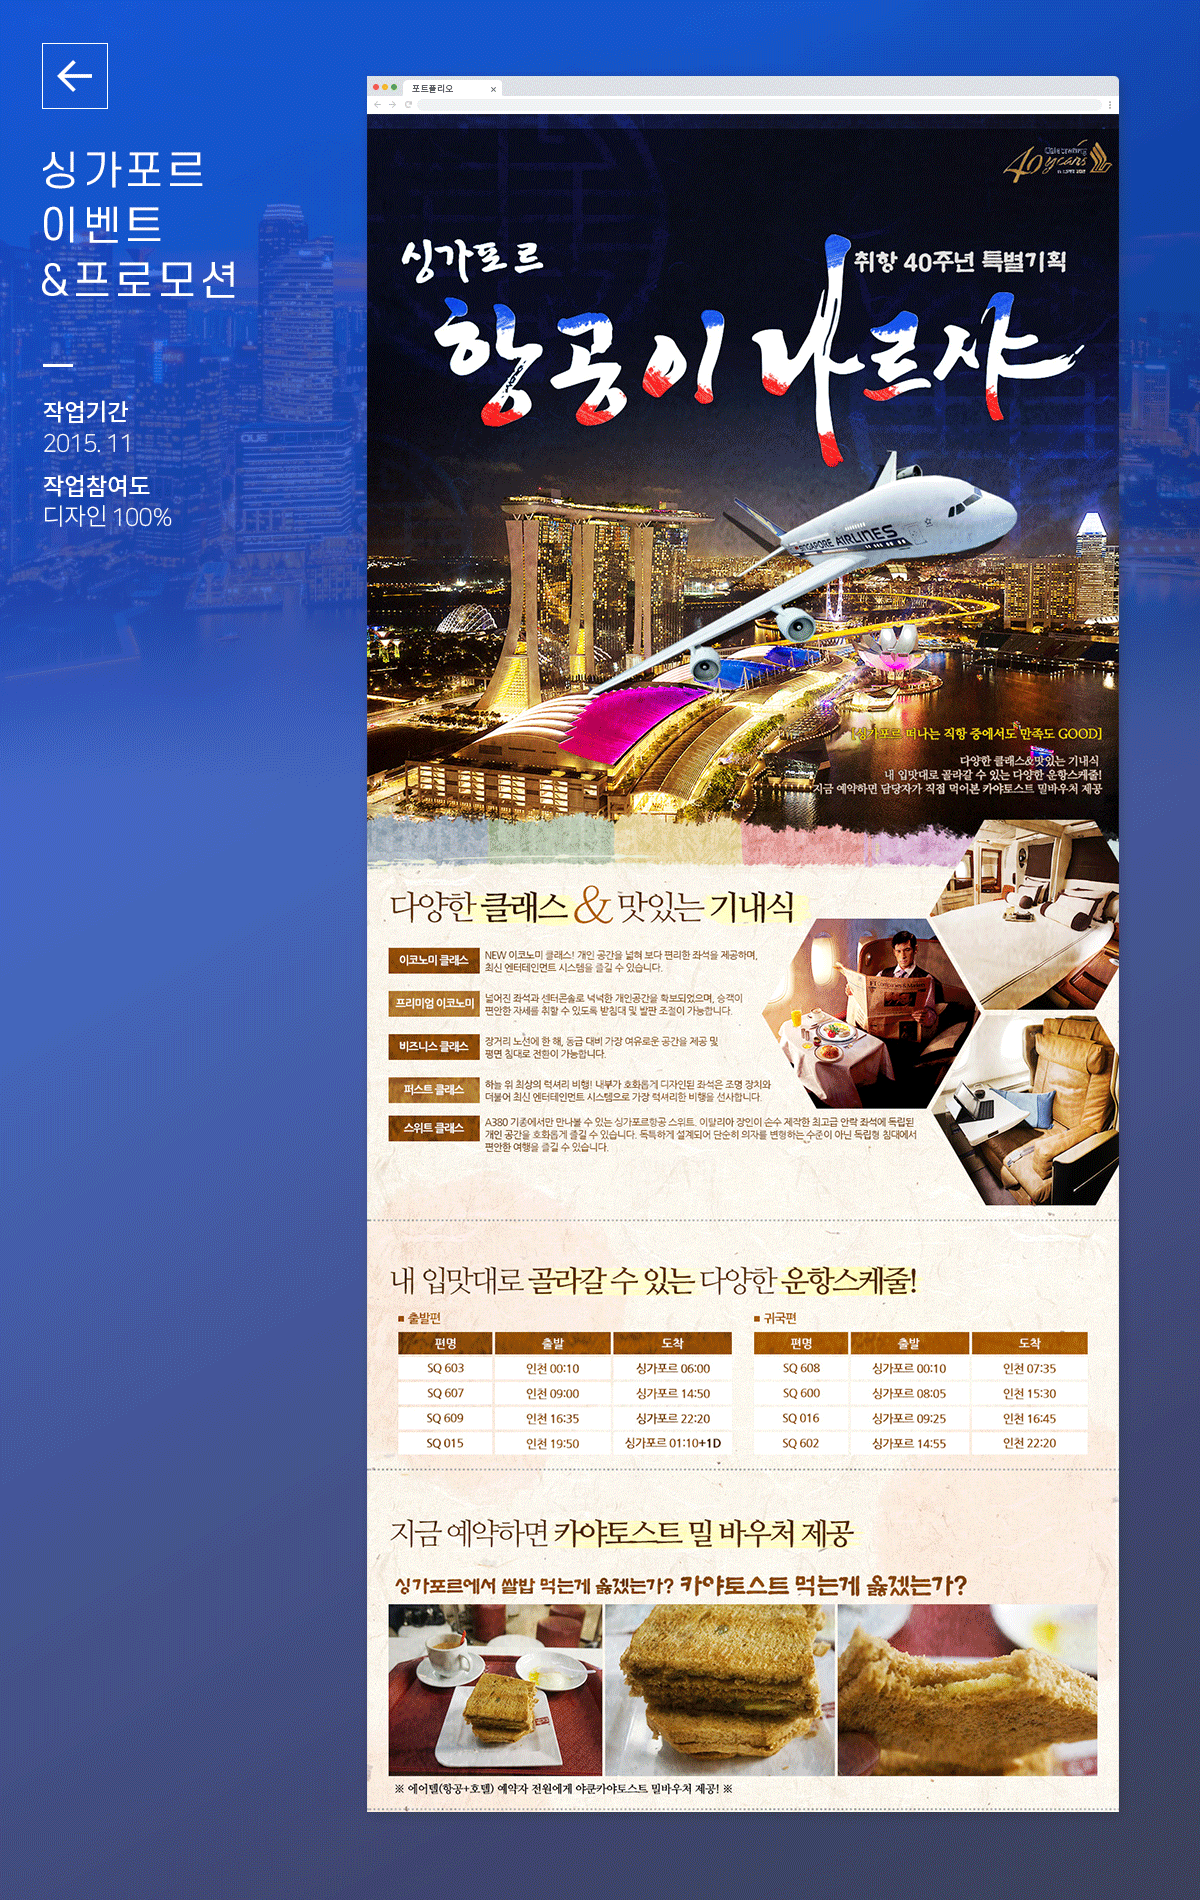 싱가포르
이벤트
&프로모션
작업기간
2015. 11
작업참여도
디자인 100%
포트폴리오
40 years
싱가포르
취항 40주년 특별기획
항공이 나르샤
SINGAPORE AIRLINES
[싱가포르 떠나는 직항 중에서도 만족도 GOOD]
다양한 클래스&맛있는 기내식
내 입맛대로 골라갈 수 있는 다양한 운항스케줄!
지금 예약하면 담당자가 직접 먹어본 카야토스트 밀바우처 제공
다양한 클래스 & 맛있는 기내식
이코노미 클래스
NEW 이코노미 클래스! 개인 공간을 넓혀 보다 편리한 좌석을 제공하며,
최신 엔터테인먼트 시스템을 즐길 수 있습니다.
프리미엄 이코노미
넓어진 좌석과 센터콘솔로 넉넉한 개인공간을 확보되었으며, 승객이
편안한 자세를 취할 수 있도록 받침대 및 발판 조절이 가능합니다.
비즈니스 클래스
장거리 노선에 한 해, 동급 대비 가장 여유로운 공간을 제공 및
평면 침대로 전환이 가능합니다.
퍼스트 클래스
하늘 위 최상의 럭셔리 비행! 내부가 호화롭게 디자인된 좌석은 조명 장치와
더불어 최신 엔터테인먼트 시스템으로 가장 럭셔리한 비행을 선사합니다.
스위트 클래스
A380 기종에서만 만나볼 수 있는 싱가포르항공 스위트. 이탈리아 장인이 손수 제작한 최고급 안락 좌석에 독립된
개인 공간을 호화롭게 즐길 수 있습니다. 독특하게 설계되어 단순히 의자를 변형하는 수준이 아닌 독립형 침대에서
편안한 여행을 즐길 수 있습니다.
내 입맛대로 골라갈 수 있는 다양한 운항스케줄!
■ 출발편
편명 출발 도착
SQ 603 인천 00:10 싱가포르 06:00
SQ 607 인천 09:00 싱가포르 14:50
SQ 609 인천 16:35 싱가포르 22:20
SQ 015 인천 19:50 싱가포르 01:10+1D
■ 귀국편
편명 출발 도착
SQ 608 싱가포르 00:10 인천 07:35
SQ 600 싱가포르 08:05 인천 15:30
SQ 016 싱가포르 09:25 인천 16:45
SQ 602 싱가포르 14:55 인천 22:20
지금 예약하면 카야토스트 밀 바우처 제공
싱가포르에서 쌀밥 먹는게 옳겠는가? 카야토스트 먹는게 옳겠는가?
※ 에어텔(항공+호텔) 예약자 전원에게 야쿤카야토스트 밀바우처 제공! ※